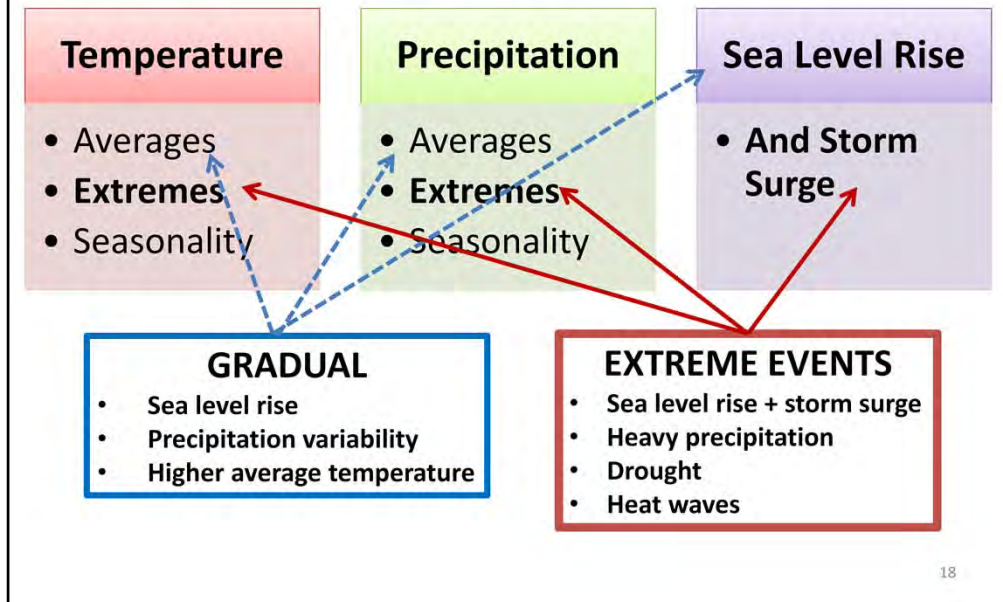 Temperature
• Averages
• Extremes
• Seasonality
Precipitation
• Averages
• Extremes
• Seasonality
Sea Level Rise
• And Storm
Surge
GRADUAL
• Sea level rise
• Precipitation variability
• Higher average temperature
EXTREME EVENTS
• Sea level rise + storm surge
• Heavy precipitation
• Drought
• Heat waves
18